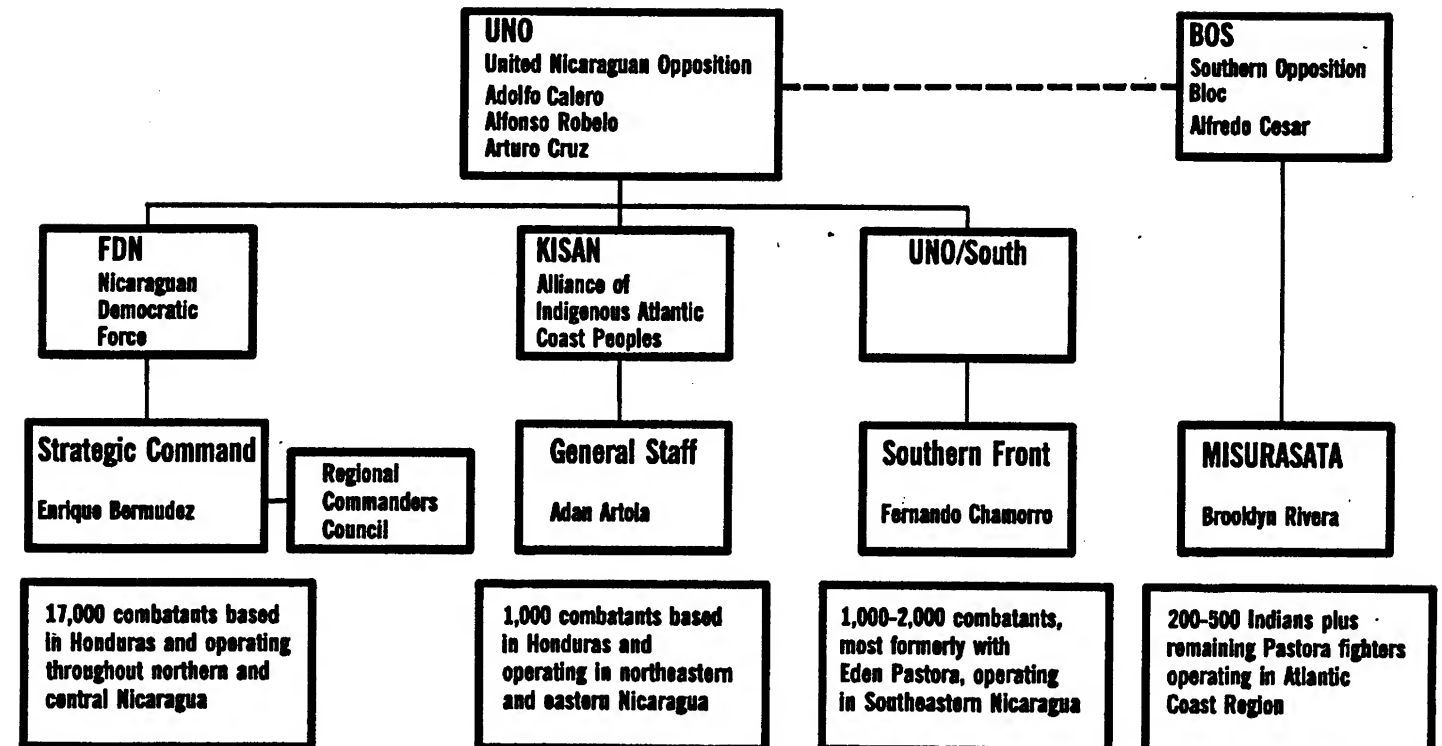 UNO
United Nicaraguan Opposition
Adolfo Calero
Alfonso Robelo
Arturo Cruz
BOS
Southern Opposition
Bloc
Alfredo Cesar
FDN
Nicaraguan
Democratic
Force
KISAN
Alliance of
Indigenous Atlantic
Coast Peoples
UNO/South
Strategic Command
Enrique Bermudez
Regional
Commanders
Council
General Staff
Adan Artola
Southern Front
Fernando Chamorro
MISURASATA
Brooklyn Rivera
17,000 combatants based
in Honduras and operating
throughout northern and
central Nicaragua
1,000 combatants based
in Honduras and
operating in northeastern
and eastern Nicaragua
1,000-2,000 combatants,
most formerly with
Eden Pastora, operating
in Southeastern Nicaragua
200-500 Indians plus
remaining Pastora fighters
operating in Atlantic
Coast Region